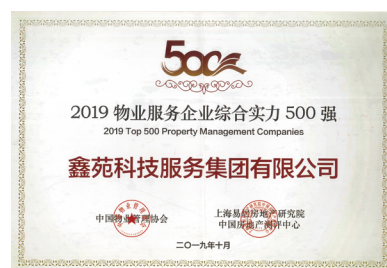 500
2019 物业服务企业综合实力 500 强
2019 Top 500 Property Management Companies
鑫苑科技服务集团有限公司
中国物业管理协会
上海易居房地产研究院
中国房地产测评中心
二〇一九年十月